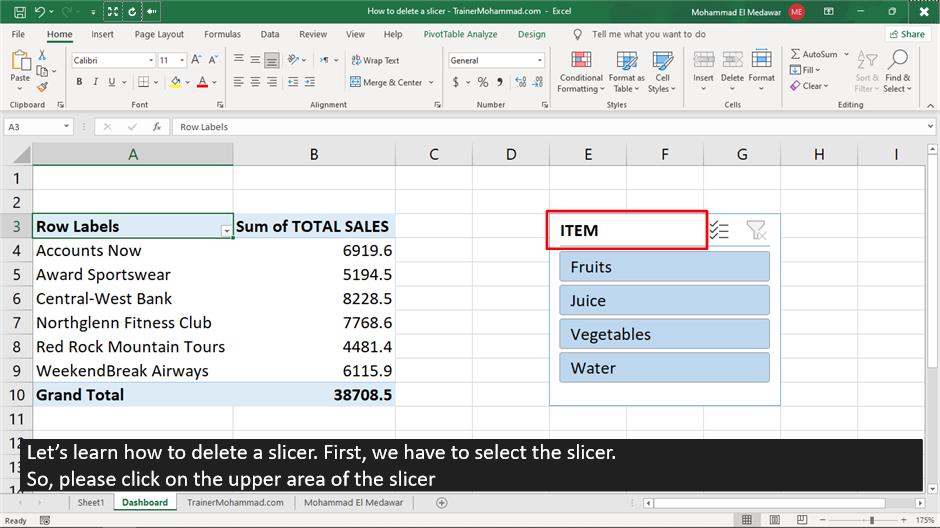 How to delete a slicer - TrainerMohammad.com - Excel
Mohammad El Medawar ME
File Home Insert Page Layout Formulas Data Review View Help PivotTable Analyze Design Tell me what you want to do Share
Paste
Calibri 11
Wrap Text
Merge & Center
General
Conditional Formatting
Format as Table
Cell Styles
Insert Delete Format
AutoSum
Fill
Clear
Sort & Filter
Find & Select
Clipboard Font Alignment Number Styles Cells Editing
A3 fx Row Labels
A B C D E F G H I
1
2
3 Row Labels Sum of TOTAL SALES
4 Accounts Now 6919.6
5 Award Sportswear 5194.5
6 Central-West Bank 8228.5
7 Northglenn Fitness Club 7768.6
8 Red Rock Mountain Tours 4481.4
9 WeekendBreak Airways 6115.9
10 Grand Total 38708.5
11
12
13
14
ITEM
Fruits
Juice
Vegetables
Water
Let's learn how to delete a slicer. First, we have to select the slicer.
So, please click on the upper area of the slicer
Sheet1 Dashboard TrainerMohammad.com Mohammad El Medawar
Ready 175%